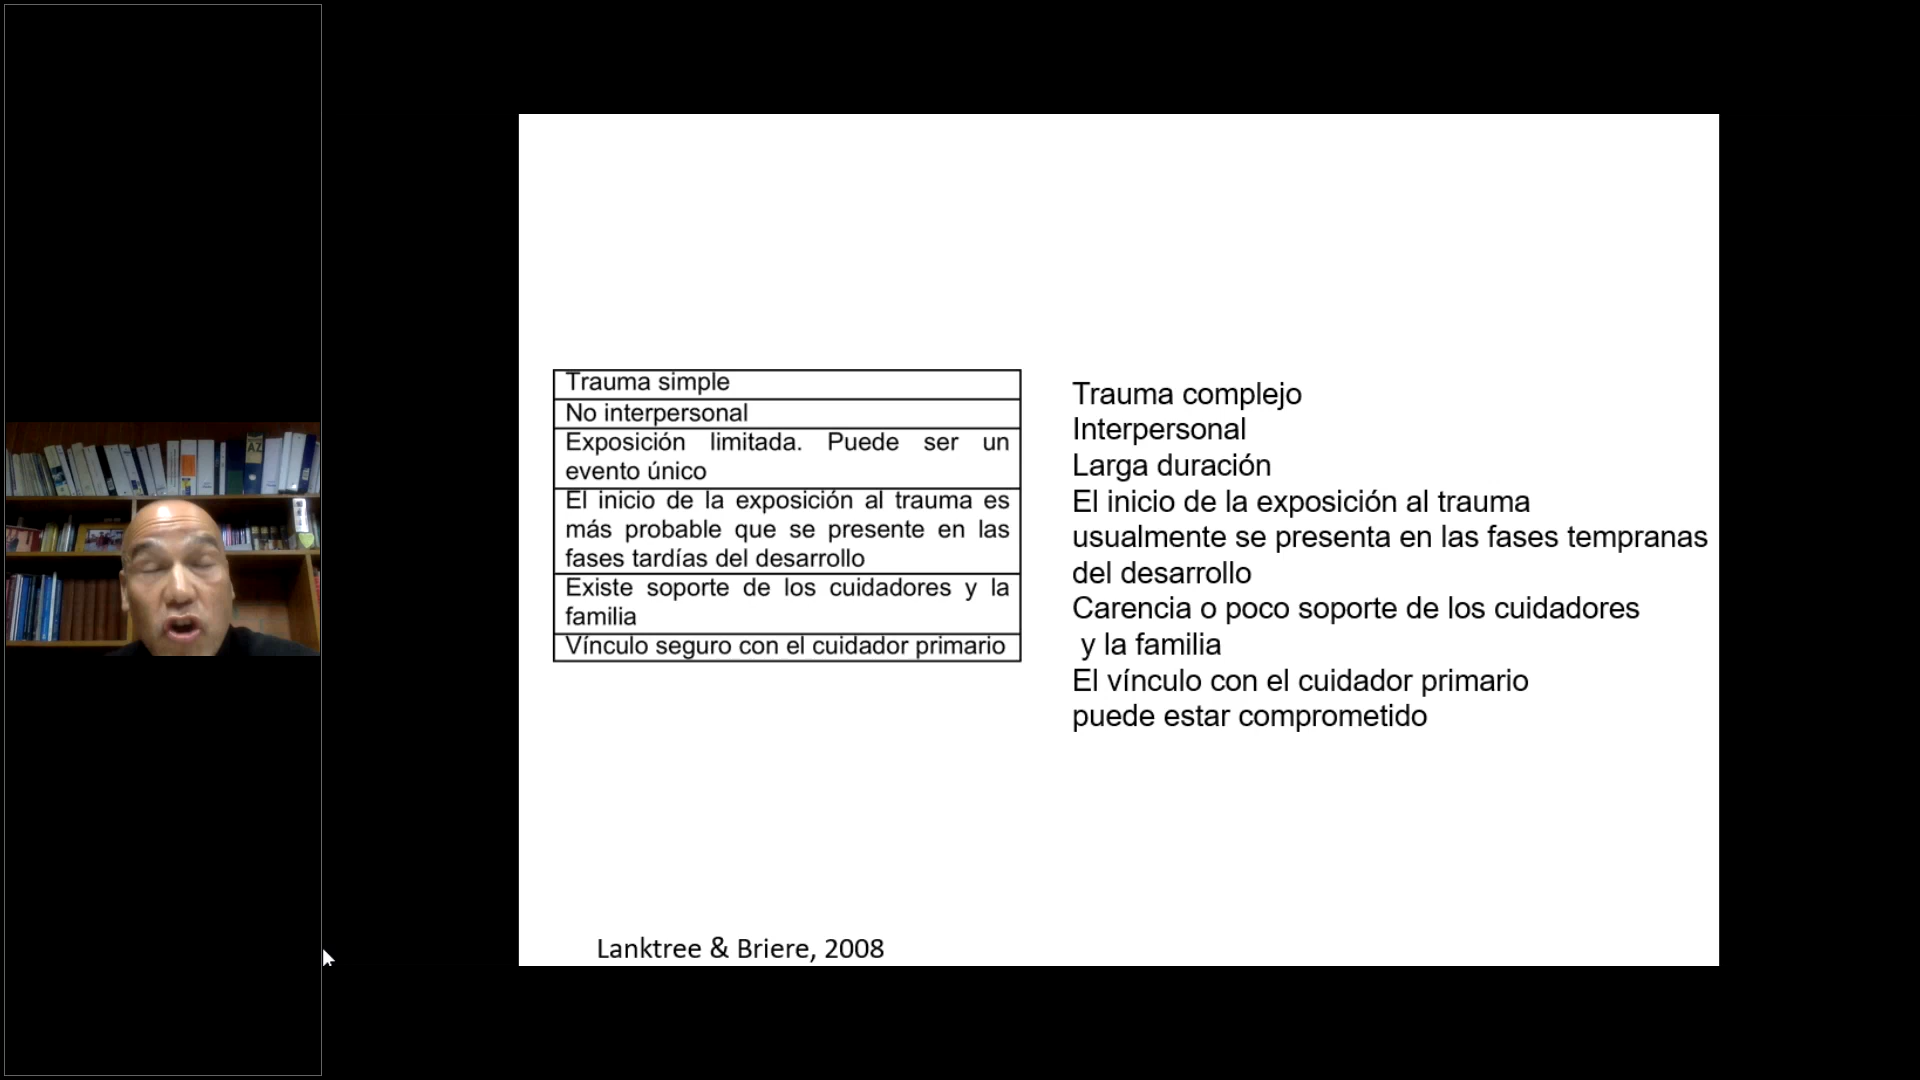 Trauma simple
No interpersonal
Exposición limitada. Puede ser un
evento único
El inicio de la exposición al trauma es
más probable que se presente en las
fases tardías del desarrollo
Existe soporte de los cuidadores y la
familia
Vínculo seguro con el cuidador primario
Trauma complejo
Interpersonal
Larga duración
El inicio de la exposición al trauma
usualmente se presenta en las fases tempranas
del desarrollo
Carencia o poco soporte de los cuidadores
y la familia
El vínculo con el cuidador primario
puede estar comprometido
Lanktree & Briere, 2008
AZ